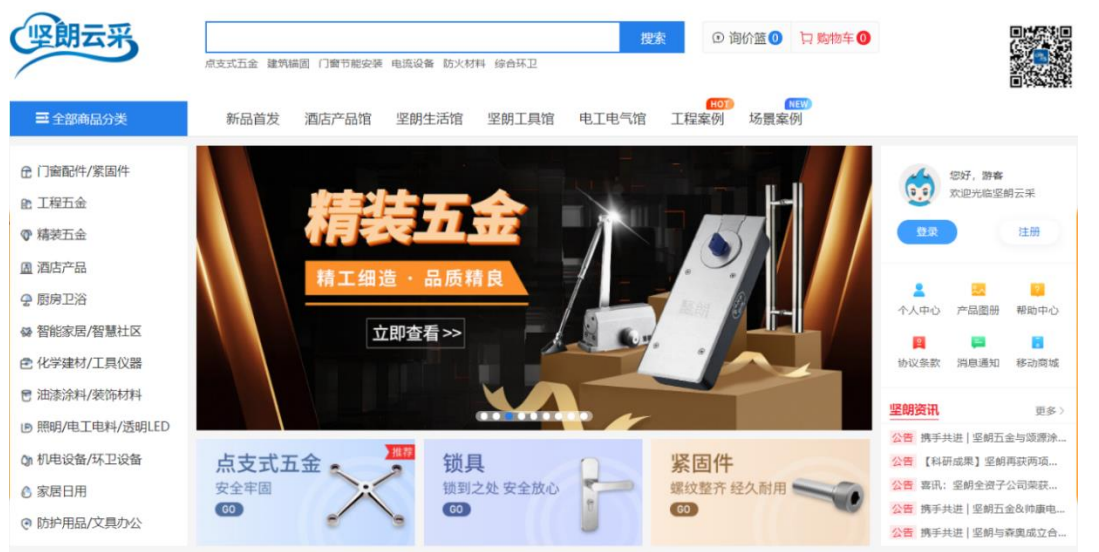 坚朗云采
搜索
询价篮 0
购物车 0
点支式五金 建筑锚固 门窗节能安装 电流设备 防火材料 综合环卫
全部商品分类
新品首发 酒店产品馆 坚朗生活馆 坚朗工具馆 电工电气馆 工程案例 HOT 场景案例 NEW
门窗配件/紧固件
工程五金
精装五金
酒店产品
厨房卫浴
智能家居/智慧社区
化学建材/工具仪器
油漆涂料/装饰材料
照明/电工电料/透明LED
机电设备/环卫设备
家居日用
防护用品/文具办公
精装五金
精工细造 · 品质精良
立即查看 >>
坚朗
点支式五金
安全牢固
GO
推荐
锁具
锁到之处 安全放心
GO
紧固件
螺纹整齐 经久耐用
GO
您好，游客
欢迎光临坚朗云采
登录
注册
个人中心 产品图册 帮助中心
协议条款 消息通知 移动商城
坚朗资讯
更多 >
公告 携手共进 | 坚朗五金与颂源涂...
公告 【科研成果】坚朗再获两项...
公告 喜讯：坚朗全资子公司荣获...
公告 携手共进 | 坚朗五金&帅康电...
公告 携手共进 | 坚朗与森奥成立合...